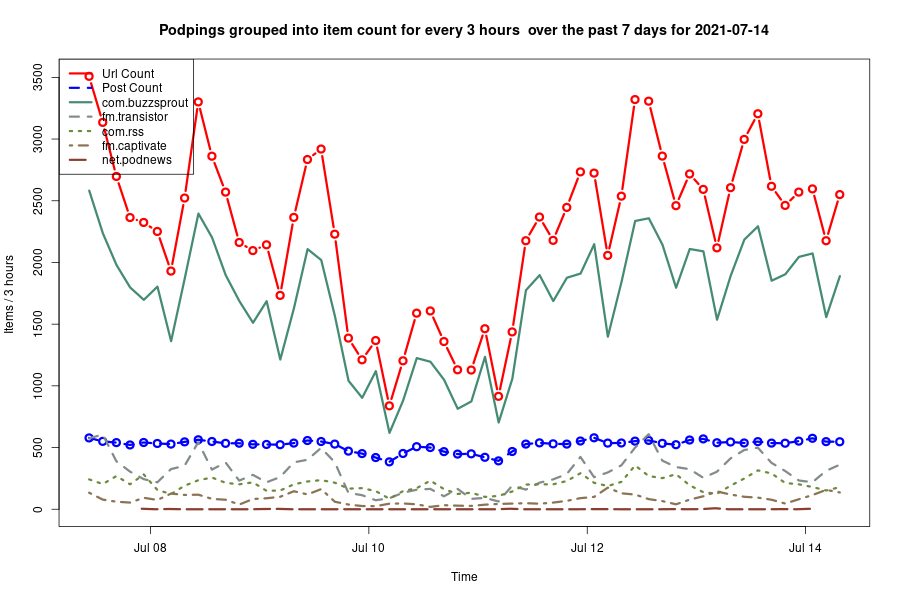 Podpings grouped into item count for every 3 hours  over the past 7 days for 2021-07-14
Url Count
Post Count
com.buzzsprout
fm.transistor
com.rss
fm.captivate
net.podnews
Items / 3 hours
3500
3000
2500
2000
1500
1000
500
0
Jul 08
Jul 10
Jul 12
Jul 14
Time